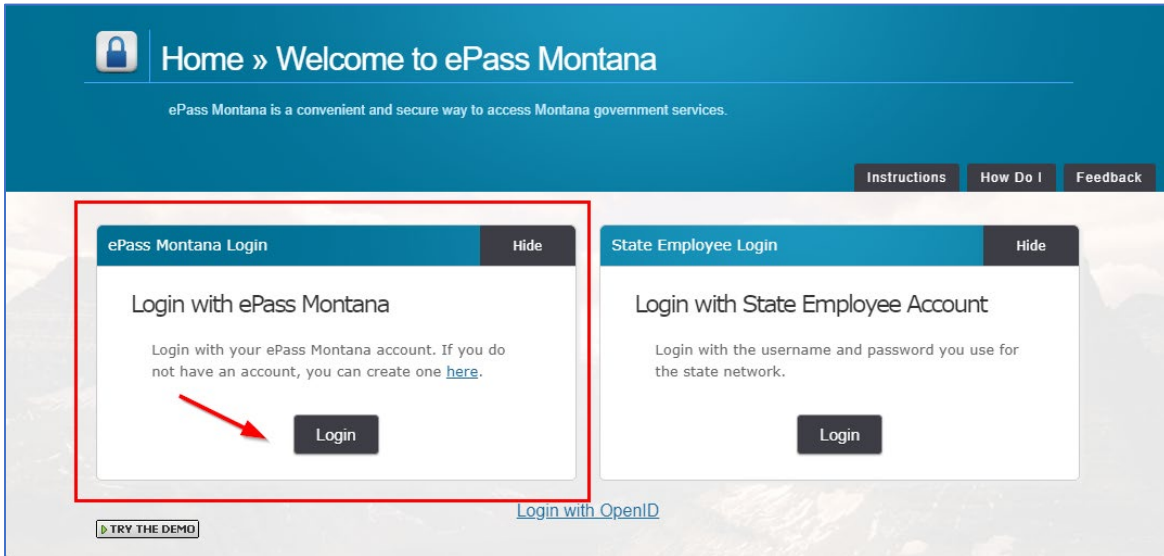 Home » Welcome to ePass Montana
ePass Montana is a convenient and secure way to access Montana government services.
Instructions How Do I Feedback
ePass Montana Login Hide
Login with ePass Montana
Login with your ePass Montana account. If you do
not have an account, you can create one here.
Login
State Employee Login Hide
Login with State Employee Account
Login with the username and password you use for
the state network.
Login
Login with OpenID
TRY THE DEMO